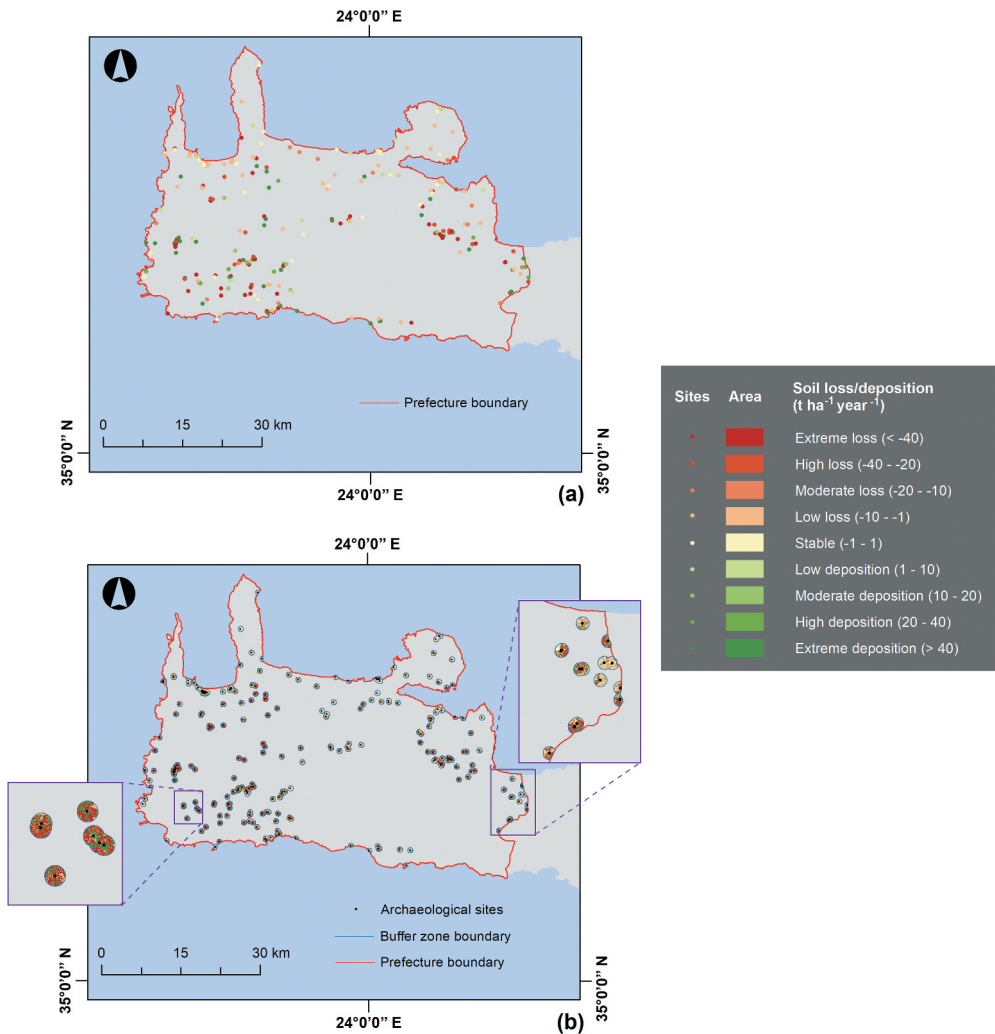 24°0'0" E
Prefecture boundary
0 15 30 km
35°0'0" N
35°0'0" N
24°0'0" E
(a)
Sites Area Soil loss/deposition
(t ha⁻¹ year⁻¹)
Extreme loss (< -40)
High loss (-40 - -20)
Moderate loss (-20 - -10)
Low loss (-10 - -1)
Stable (-1 - 1)
Low deposition (1 - 10)
Moderate deposition (10 - 20)
High deposition (20 - 40)
Extreme deposition (> 40)
24°0'0" E
Archaeological sites
Buffer zone boundary
Prefecture boundary
0 15 30 km
35°0'0" N
35°0'0" N
24°0'0" E
(b)